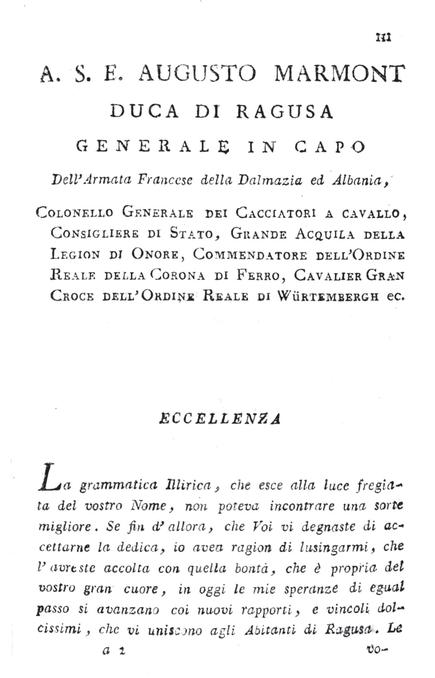 III
A. S. E. AUGUSTO MARMONT
DUCA DI RAGUSA
GENERALE IN CAPO
Dell'Armata Francese della Dalmazia ed Albania,
COLONELLO GENERALE DEI CACCIATORI A CAVALLO,
CONSIGLIERE DI STATO, GRANDE ACQUILA DELLA
LEGION DI ONORE, COMMENDATORE DELL'ORDINE
REALE DELLA CORONA DI FERRO, CAVALIER GRAN
CROCE DELL'ORDINE REALE DI WÜRTEMBERGH ec.
ECCELLENZA
La grammatica Illirica, che esce alla luce fregia-
ta del vostro Nome, non poteva incontrare una sorte
migliore. Se fin d'allora, che Voi vi degnaste di ac-
cettarne la dedica, io avea ragion di lusingarmi, che
l'avreste accolta con quella bontà, che è propria del
vostro gran cuore, in oggi le mie speranze di egual
passo si avanzano coi nuovi rapporti, e vincoli dol-
cissimi, che vi uniscono agli Abitanti di Ragusa. Le
a 2 vo-